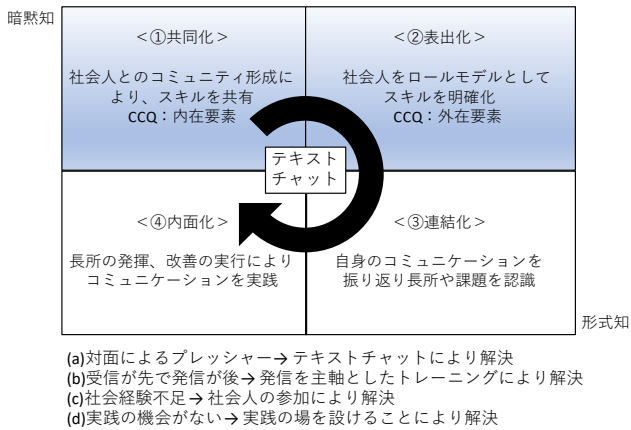 暗黙知
＜①共同化＞
社会人とのコミュニティ形成に
より、スキルを共有
CCQ：内在要素
＜②表出化＞
社会人をロールモデルとして
スキルを明確化
CCQ：外在要素
テキスト
チャット
＜④内面化＞
長所の発揮、改善の実行により
コミュニケーションを実践
＜③連結化＞
自身のコミュニケーションを
振り返り長所や課題を認識
形式知
(a)対面によるプレッシャー→テキストチャットにより解決
(b)受信が先で発信が後→発信を主軸としたトレーニングにより解決
(c)社会経験不足→社会人の参加により解決
(d)実践の機会がない→実践の場を設けることにより解決